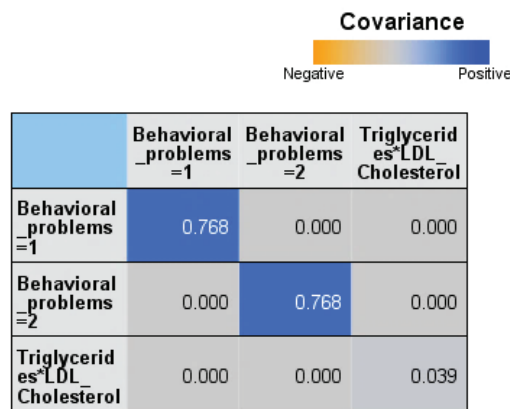 Covariance
Negative Positive
Behavioral Behavioral Triglycerid
_problems _problems es*LDL_
=1 =2 Cholesterol
Behavioral
_problems 0.768 0.000 0.000
=1
Behavioral
_problems 0.000 0.768 0.000
=2
Triglycerid
es*LDL_ 0.000 0.000 0.039
Cholesterol